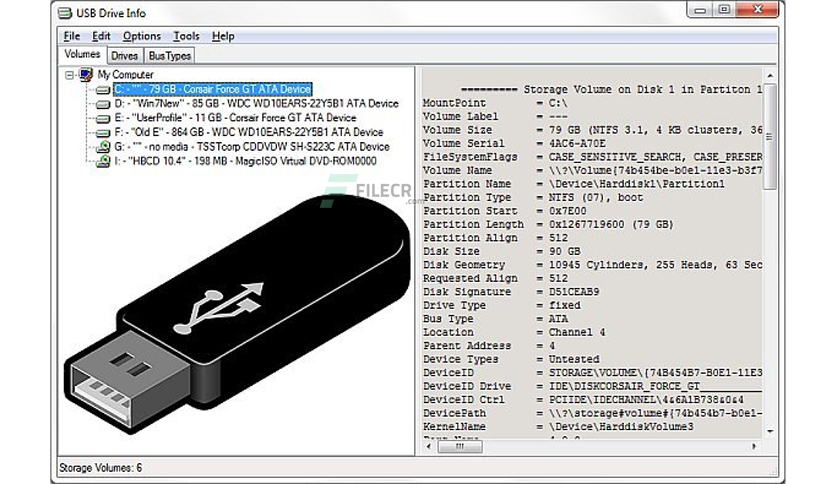 USB Drive Info
File Edit Options Tools Help
Volumes Drives Bus Types
My Computer
C: - "" - 79 GB - Corsair Force GT ATA Device
D: - "Win7New" - 85 GB - WDC WD10EARS-22Y5B1 ATA Device
E: - "UserProfile" - 11 GB - Corsair Force GT ATA Device
F: - "Old E" - 864 GB - WDC WD10EARS-22Y5B1 ATA Device
G: - "" - no media - TSSTcorp CDDVDW SH-S223C ATA Device
I: - "HBCD 10.4" - 198 MB - MagicISO Virtual DVD-ROM0000
FILECR
.com
========= Storage Volume on Disk 1 in Partiton 1
MountPoint = C:\
Volume Label = ---
Volume Size = 79 GB (NTFS 3.1, 4 KB clusters, 36
Volume Serial = 4AC6-A70E
FileSystemFlags = CASE_SENSITIVE_SEARCH, CASE_PRESER
Volume Name = \\?\Volume{74b454be-b0e1-11e3-b3f7
Partition Name = \Device\Harddisk1\Partition1
Partition Type = NTFS (07), boot
Partition Start = 0x7E00
Partition Length = 0x1267719600 (79 GB)
Partition Align = 512
Disk Size = 90 GB
Disk Geometry = 10945 Cylinders, 255 Heads, 63 Sec
Requested Align = 512
Disk Signature = D51CEAB9
Drive Type = fixed
Bus Type = ATA
Location = Channel 4
Parent Address = 4
Device Types = Untested
DeviceID = STORAGE\VOLUME\{74B454B7-B0E1-11E3
DeviceID Drive = IDE\DISKCORSAIR_FORCE_GT
DeviceID Ctrl = PCIIDE\IDECHANNEL\4&6A1B738&0&4
DevicePath = \\?\storage#volume#{74b454b7-b0e1-
KernelName = \Device\HarddiskVolume3
Storage Volumes: 6